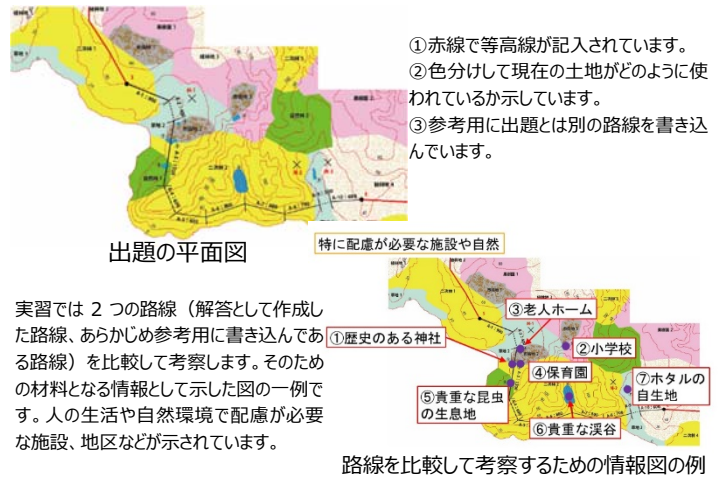 ①赤線で等高線が記入されています。
②色分けして現在の土地がどのように使
われているか示しています。
③参考用に出題とは別の路線を書き込
んでいます。
出題の平面図
特に配慮が必要な施設や自然
実習では 2 つの路線（解答として作成し
た路線、あらかじめ参考用に書き込んであ
る路線）を比較して考察します。そのため
の材料となる情報として示した図の一例で
す。人の生活や自然環境で配慮が必要
な施設、地区などが示されています。
③老人ホーム
①歴史のある神社
②小学校
④保育園
⑦ホタルの
自生地
⑤貴重な昆虫
の生息地
⑥貴重な渓谷
路線を比較して考察するための情報図の例